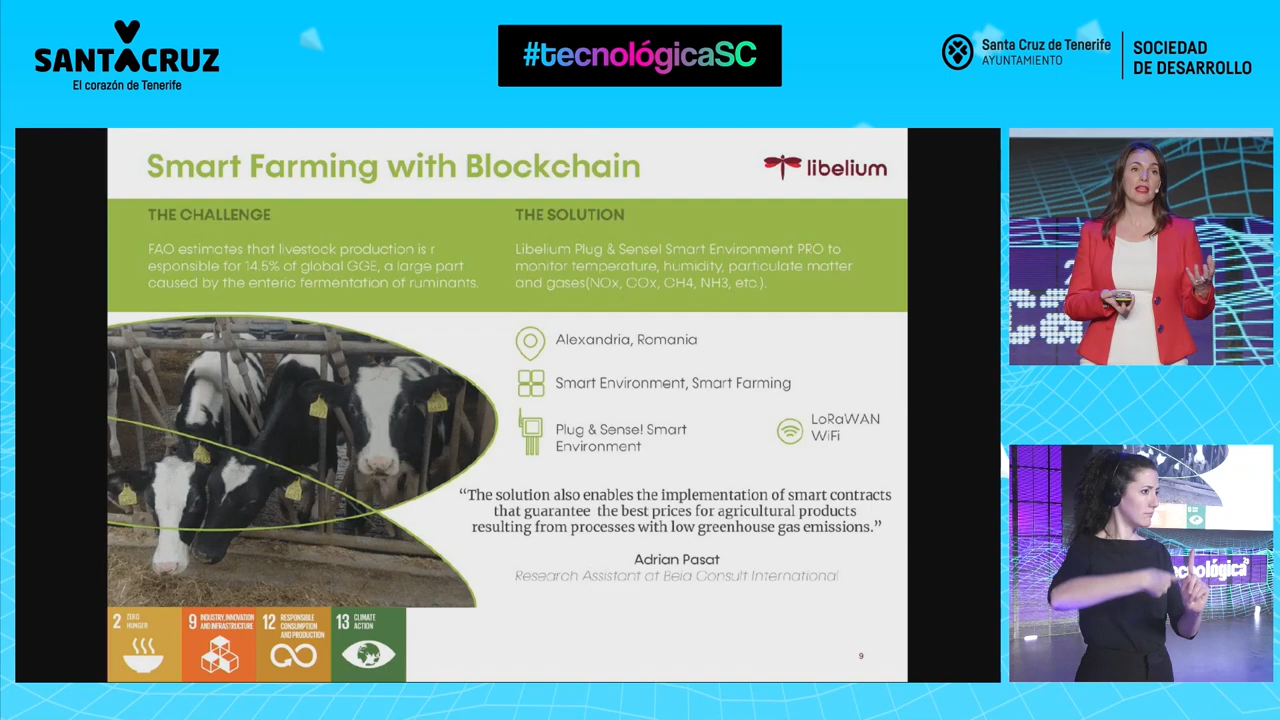 SANTACRUZ
El corazón de Tenerife
#tecnológicaSC
Santa Cruz de Tenerife
AYUNTAMIENTO
SOCIEDAD
DE DESARROLLO
Smart Farming with Blockchain
libelium
THE CHALLENGE
FAO estimates that livestock production is r
esponsible for 14.5% of global GGE, a large part
caused by the enteric fermentation of ruminants.
THE SOLUTION
Libelium Plug & Sense! Smart Environment PRO to
monitor temperature, humidity, particulate matter
and gases(NOx, COx, CH4, NH3, etc.).
Alexandria, Romania
Smart Environment, Smart Farming
Plug & Sense! Smart
Environment
LoRaWAN
WiFi
“The solution also enables the implementation of smart contracts
that guarantee the best prices for agricultural products
resulting from processes with low greenhouse gas emissions.”
Adrian Pasat
Research Assistant at Beia Consult International
2 ZERO
HUNGER
9 INDUSTRY, INNOVATION
AND INFRASTRUCTURE
12 RESPONSIBLE
CONSUMPTION
AND PRODUCTION
13 CLIMATE
ACTION
9
tecnológica